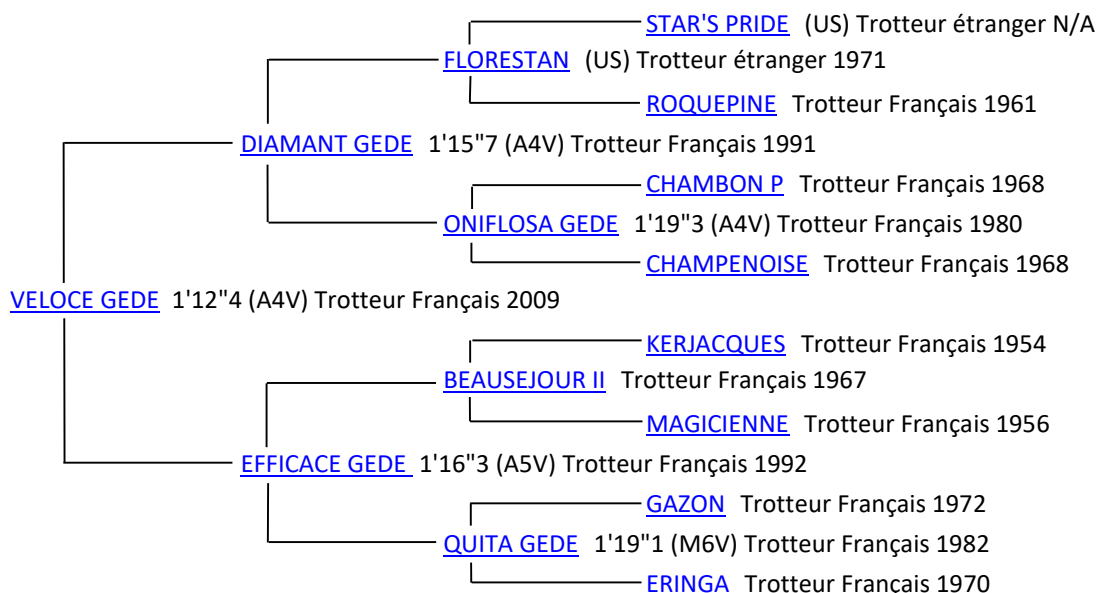 STAR'S PRIDE (US) Trotteur étranger N/A
FLORESTAN (US) Trotteur étranger 1971
ROQUEPINE Trotteur Français 1961
DIAMANT GEDE 1'15"7 (A4V) Trotteur Français 1991
CHAMBON P Trotteur Français 1968
ONIFLOSA GEDE 1'19"3 (A4V) Trotteur Français 1980
CHAMPENOISE Trotteur Français 1968
VELOCE GEDE 1'12"4 (A4V) Trotteur Français 2009
KERJACQUES Trotteur Français 1954
BEAUSEJOUR II Trotteur Français 1967
MAGICIENNE Trotteur Français 1956
EFFICACE GEDE 1'16"3 (A5V) Trotteur Français 1992
GAZON Trotteur Français 1972
QUITA GEDE 1'19"1 (M6V) Trotteur Français 1982
ERINGA Trotteur Français 1970